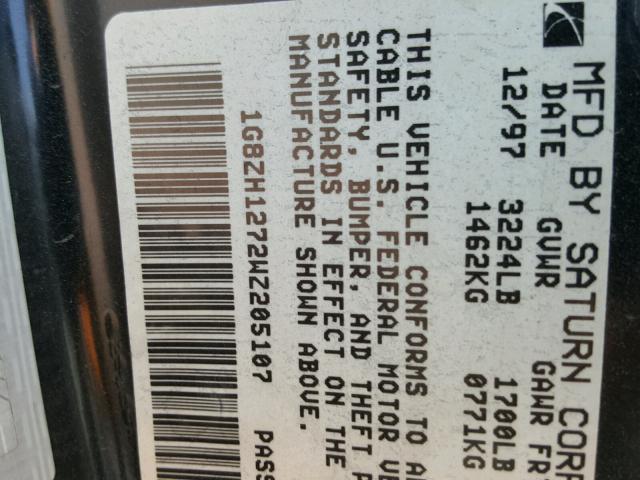 MFD BY SATURN CORP
DATE GVWR GAWR FR
12/97 3224LB 1700LB
1462KG 0771KG
THIS VEHICLE CONFORMS TO A
CABLE U.S. FEDERAL MOTOR VE
SAFETY, BUMPER, AND THEFT P
STANDARDS IN EFFECT ON THE
MANUFACTURE SHOWN ABOVE.
1G8ZH1272WZ205107 PASS